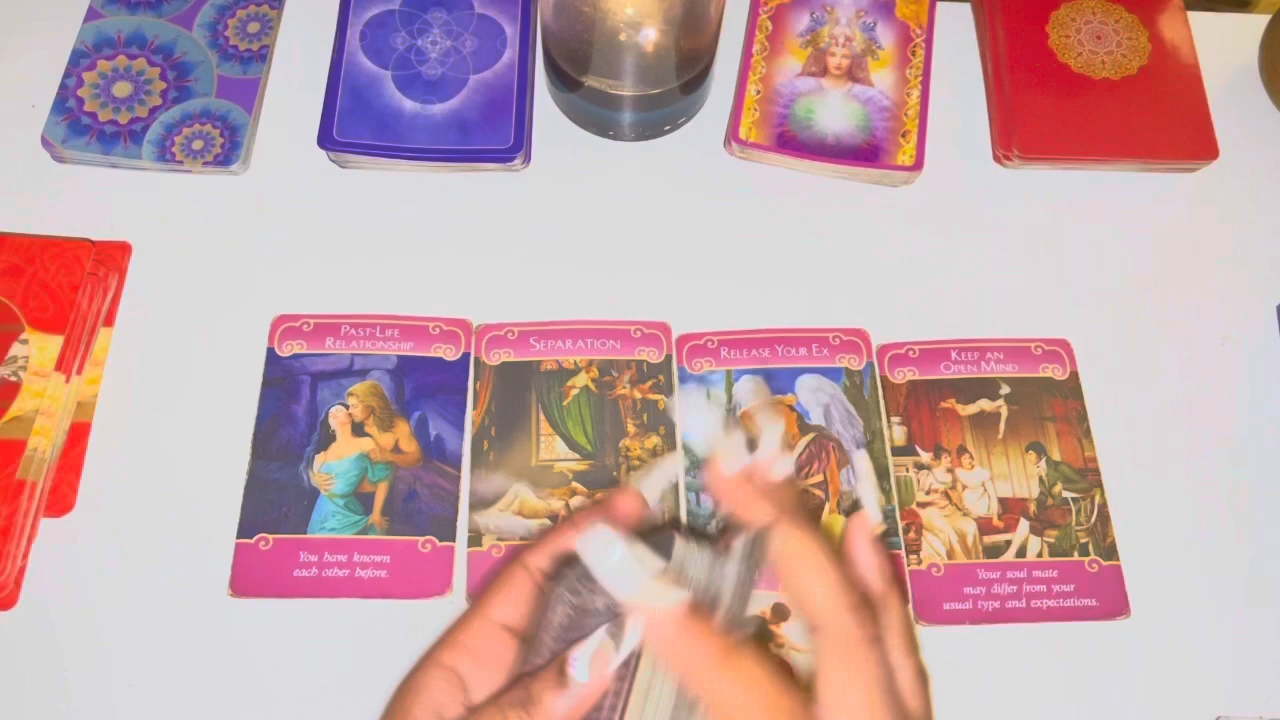 PAST-LIFE
RELATIONSHIP
You have known
each other before.
SEPARATION
RELEASE YOUR EX
KEEP AN
OPEN MIND
Your soul mate
may differ from your
usual type and expectations.